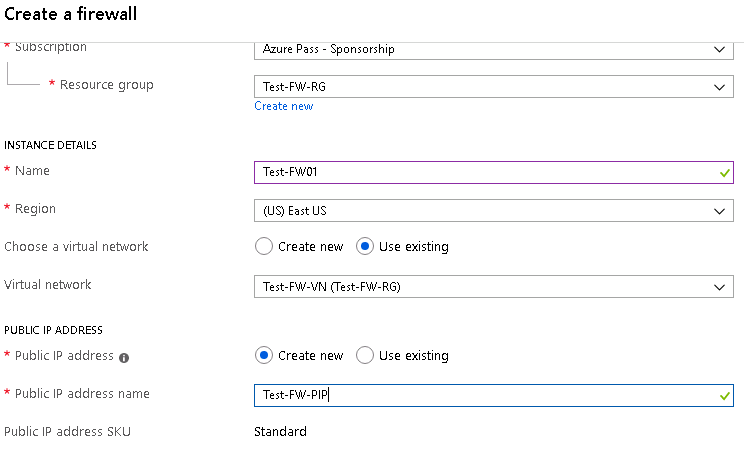 Create a firewall
* Subscription
Azure Pass - Sponsorship
* Resource group
Test-FW-RG
Create new
INSTANCE DETAILS
* Name
Test-FW01
* Region
(US) East US
Choose a virtual network
Create new
Use existing
Virtual network
Test-FW-VN (Test-FW-RG)
PUBLIC IP ADDRESS
* Public IP address
Create new
Use existing
* Public IP address name
Test-FW-PIP
Public IP address SKU
Standard